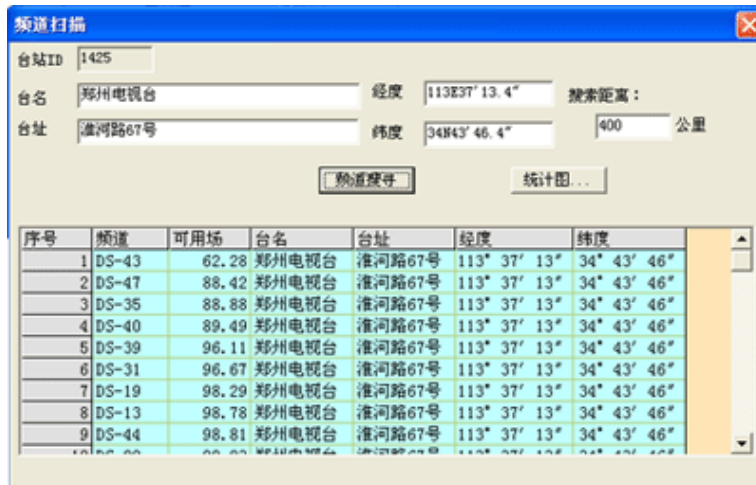 频道扫描
台站ID 1425
台名 郑州电视台 经度 113E37'13.4" 搜索距离：
台址 淮河路67号 纬度 34N43'46.4" 400 公里
频道搜寻 统计图...
序号 频道 可用场 台名 台址 经度 纬度
1 DS-43 62.28 郑州电视台 淮河路67号 113° 37′ 13″ 34° 43′ 46″
2 DS-47 88.42 郑州电视台 淮河路67号 113° 37′ 13″ 34° 43′ 46″
3 DS-35 88.88 郑州电视台 淮河路67号 113° 37′ 13″ 34° 43′ 46″
4 DS-40 89.49 郑州电视台 淮河路67号 113° 37′ 13″ 34° 43′ 46″
5 DS-39 96.11 郑州电视台 淮河路67号 113° 37′ 13″ 34° 43′ 46″
6 DS-31 96.67 郑州电视台 淮河路67号 113° 37′ 13″ 34° 43′ 46″
7 DS-19 98.29 郑州电视台 淮河路67号 113° 37′ 13″ 34° 43′ 46″
8 DS-13 98.78 郑州电视台 淮河路67号 113° 37′ 13″ 34° 43′ 46″
9 DS-44 98.81 郑州电视台 淮河路67号 113° 37′ 13″ 34° 43′ 46″